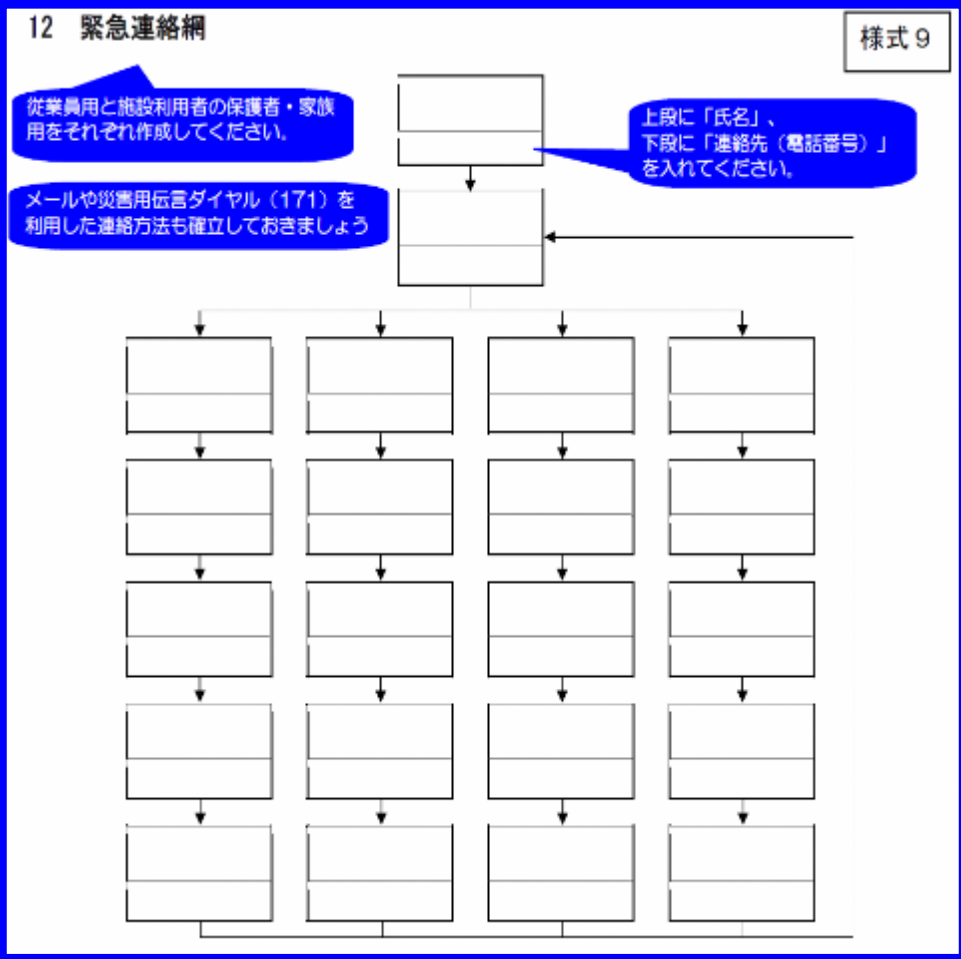 12　緊急連絡綱
様式９
従業員用と施設利用者の保護者・家族
用をそれぞれ作成してください。
上段に「氏名」、
下段に「連絡先（電話番号）」
を入れてください。
メールや災害用伝言ダイヤル（171）を
利用した連絡方法も確立しておきましょう